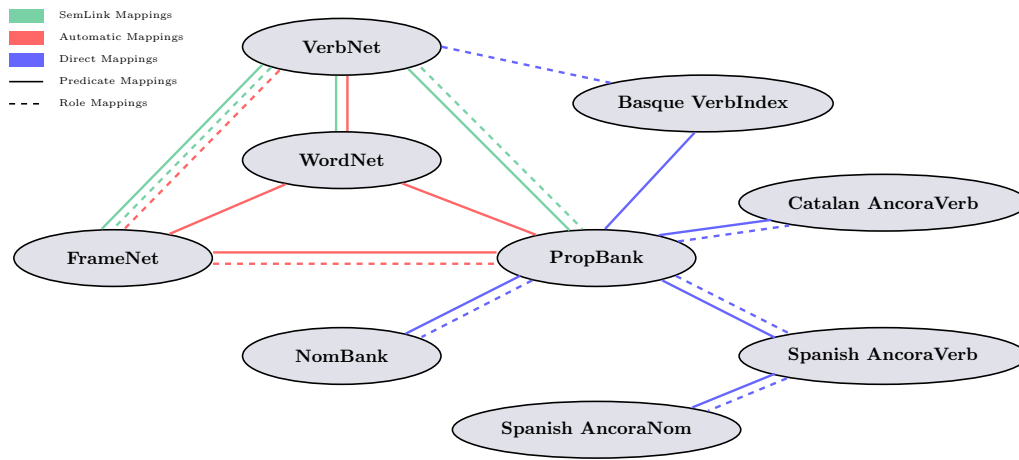 SemLink Mappings
Automatic Mappings
Direct Mappings
Predicate Mappings
Role Mappings
VerbNet
Basque VerbIndex
WordNet
Catalan AncoraVerb
FrameNet
PropBank
NomBank
Spanish AncoraVerb
Spanish AncoraNom